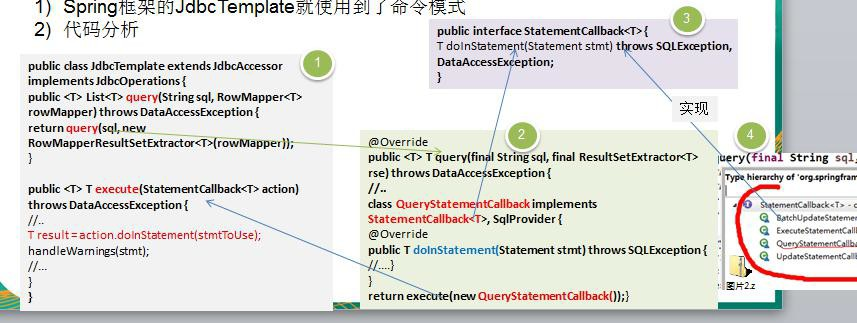 1) Spring框架的JdbcTemplate就使用到了命令模式
2) 代码分析
1
public class JdbcTemplate extends JdbcAccessor
implements JdbcOperations {
public <T> List<T> query(String sql, RowMapper<T>
rowMapper) throws DataAccessException {
return query(sql, new
RowMapperResultSetExtractor<T>(rowMapper));
}
public <T> T execute(StatementCallback<T> action)
throws DataAccessException {
//..
T result = action.doInStatement(stmtToUse);
handleWarnings(stmt);
//...
}
}
2
@Override
public <T> T query(final String sql, final ResultSetExtractor<T>
rse) throws DataAccessException {
//..
class QueryStatementCallback implements
StatementCallback<T>, SqlProvider {
@Override
public T doInStatement(Statement stmt) throws SQLException {
//....}
}
return execute(new QueryStatementCallback());}
3
public interface StatementCallback<T> {
T doInStatement(Statement stmt) throws SQLException,
DataAccessException;
}
实现
4
query(final String sql,
Type hierarchy of 'org.springfram
StatementCallback<T> -
BatchUpdateStateme
ExecuteStatementCall
QueryStatementCallb
UpdateStatementCall
图片2.z